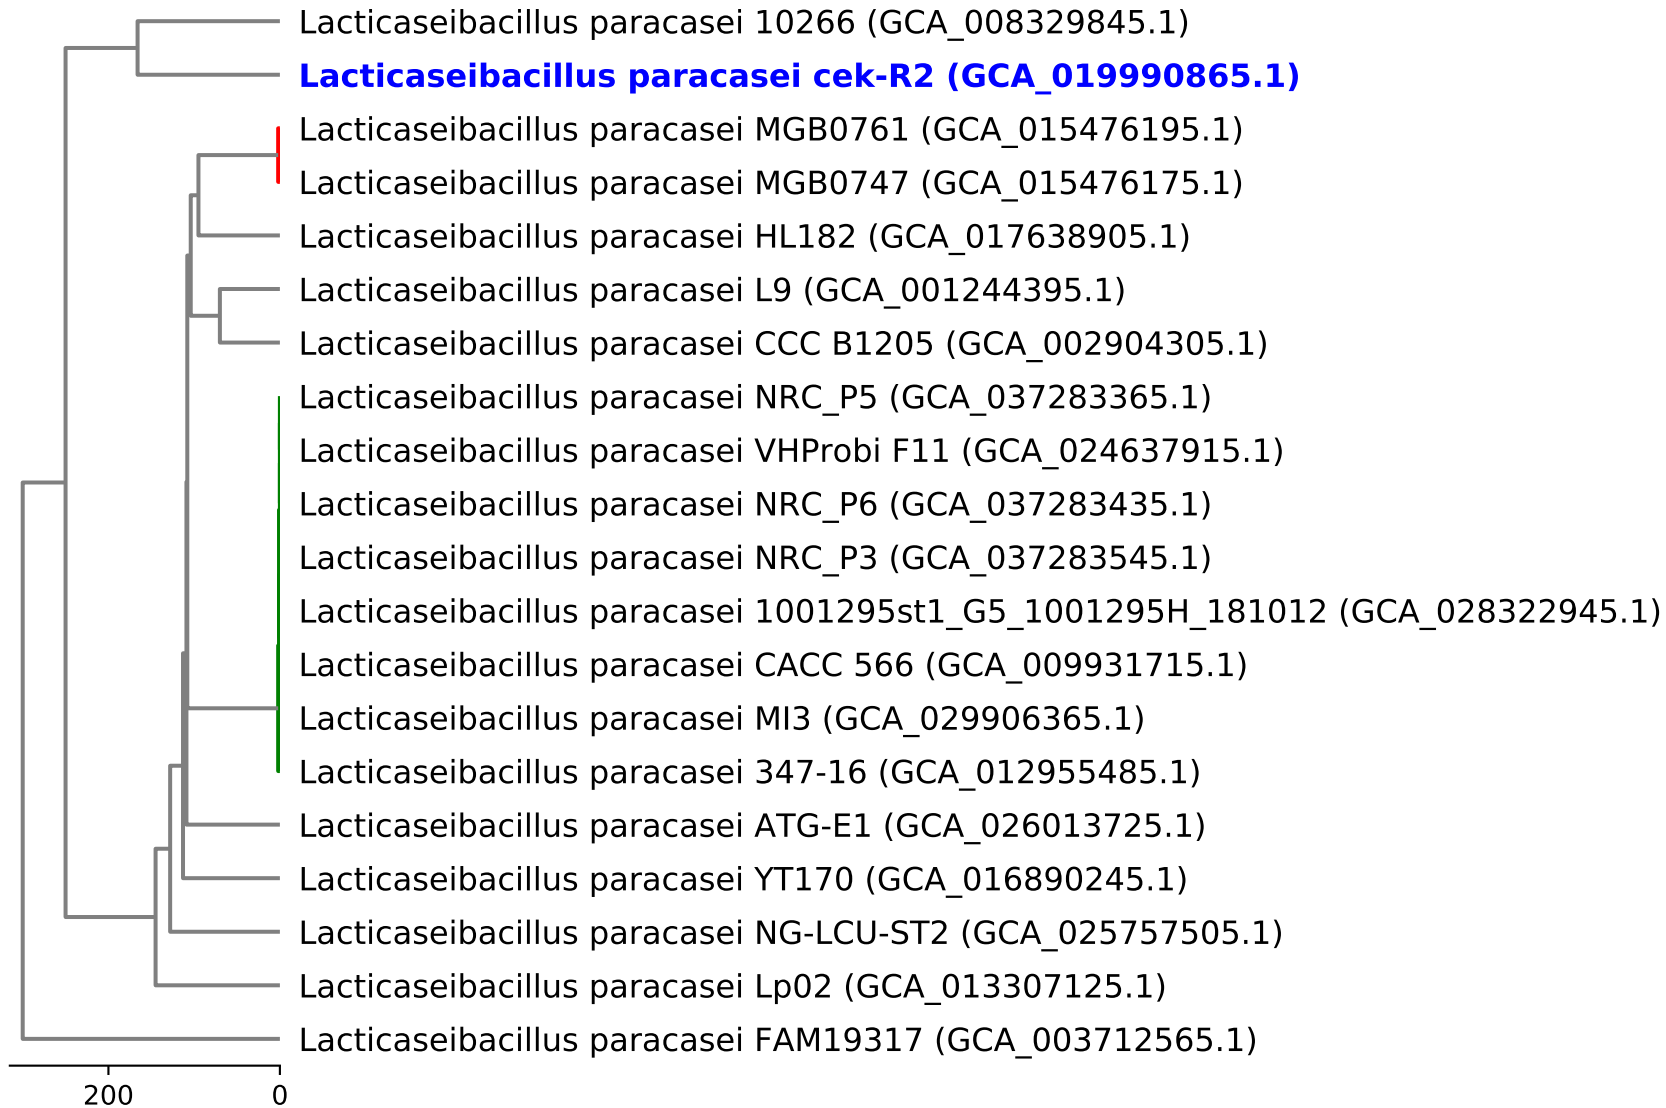 Lacticaseibacillus paracasei 10266 (GCA_008329845.1)
Lacticaseibacillus paracasei cek-R2 (GCA_019990865.1)
Lacticaseibacillus paracasei MGB0761 (GCA_015476195.1)
Lacticaseibacillus paracasei MGB0747 (GCA_015476175.1)
Lacticaseibacillus paracasei HL182 (GCA_017638905.1)
Lacticaseibacillus paracasei L9 (GCA_001244395.1)
Lacticaseibacillus paracasei CCC B1205 (GCA_002904305.1)
Lacticaseibacillus paracasei NRC_P5 (GCA_037283365.1)
Lacticaseibacillus paracasei VHProbi F11 (GCA_024637915.1)
Lacticaseibacillus paracasei NRC_P6 (GCA_037283435.1)
Lacticaseibacillus paracasei NRC_P3 (GCA_037283545.1)
Lacticaseibacillus paracasei 1001295st1_G5_1001295H_181012 (GCA_028322945.1)
Lacticaseibacillus paracasei CACC 566 (GCA_009931715.1)
Lacticaseibacillus paracasei MI3 (GCA_029906365.1)
Lacticaseibacillus paracasei 347-16 (GCA_012955485.1)
Lacticaseibacillus paracasei ATG-E1 (GCA_026013725.1)
Lacticaseibacillus paracasei YT170 (GCA_016890245.1)
Lacticaseibacillus paracasei NG-LCU-ST2 (GCA_025757505.1)
Lacticaseibacillus paracasei Lp02 (GCA_013307125.1)
Lacticaseibacillus paracasei FAM19317 (GCA_003712565.1)
200 0